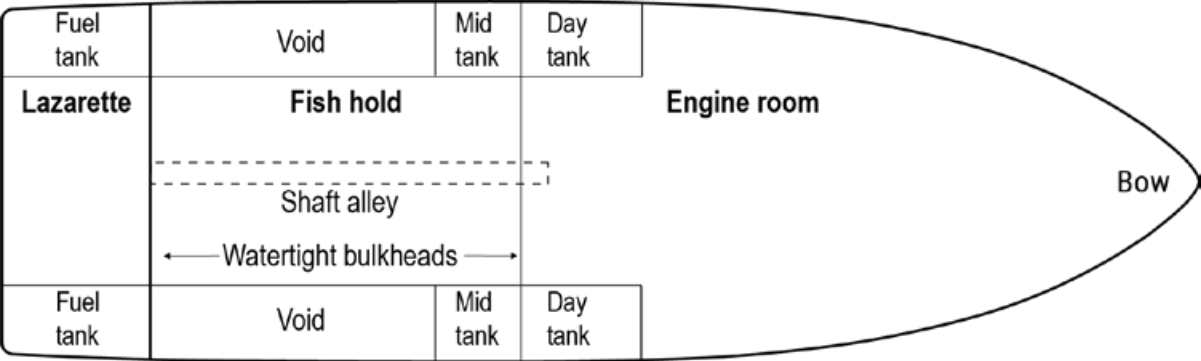 Fuel
tank
Void
Mid
tank
Day
tank
Lazarette
Fish hold
Engine room
Shaft alley
Bow
Watertight bulkheads
Fuel
tank
Void
Mid
tank
Day
tank